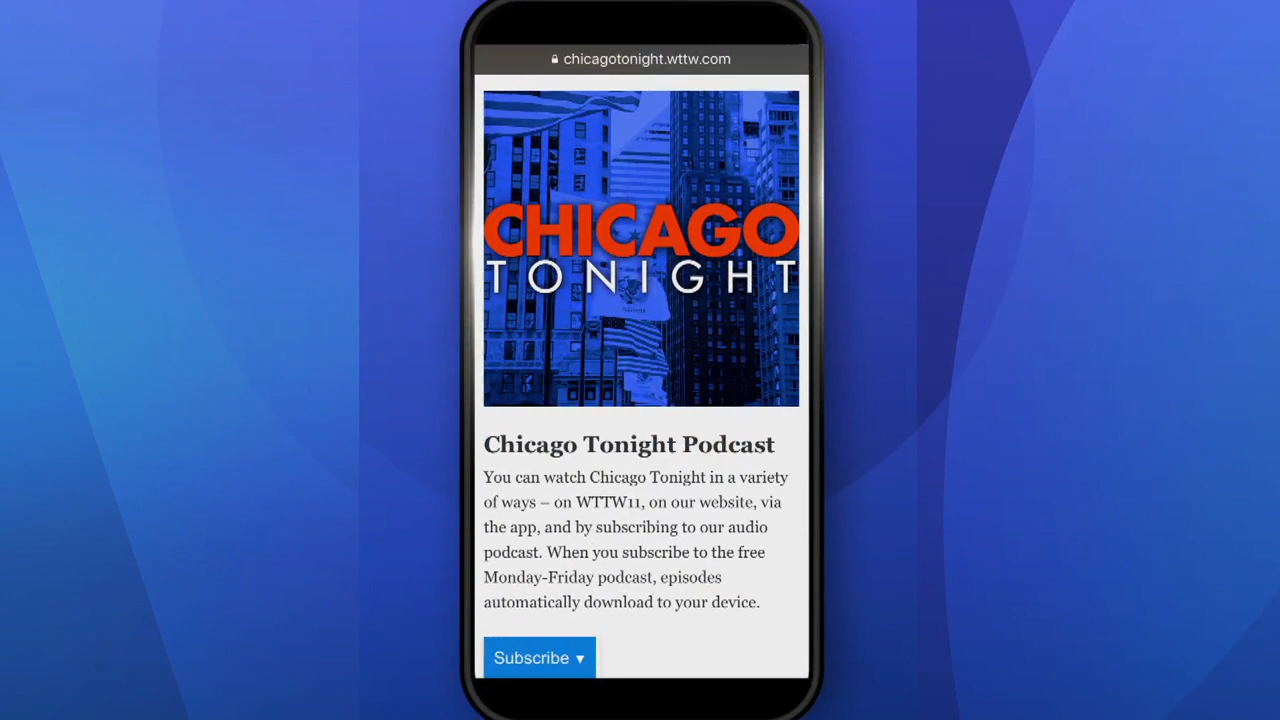 chicagotonight.wttw.com
CHICAGO
TONIGHT
Chicago Tonight Podcast
You can watch Chicago Tonight in a variety
of ways – on WTTW11, on our website, via
the app, and by subscribing to our audio
podcast. When you subscribe to the free
Monday-Friday podcast, episodes
automatically download to your device.
Subscribe ▼